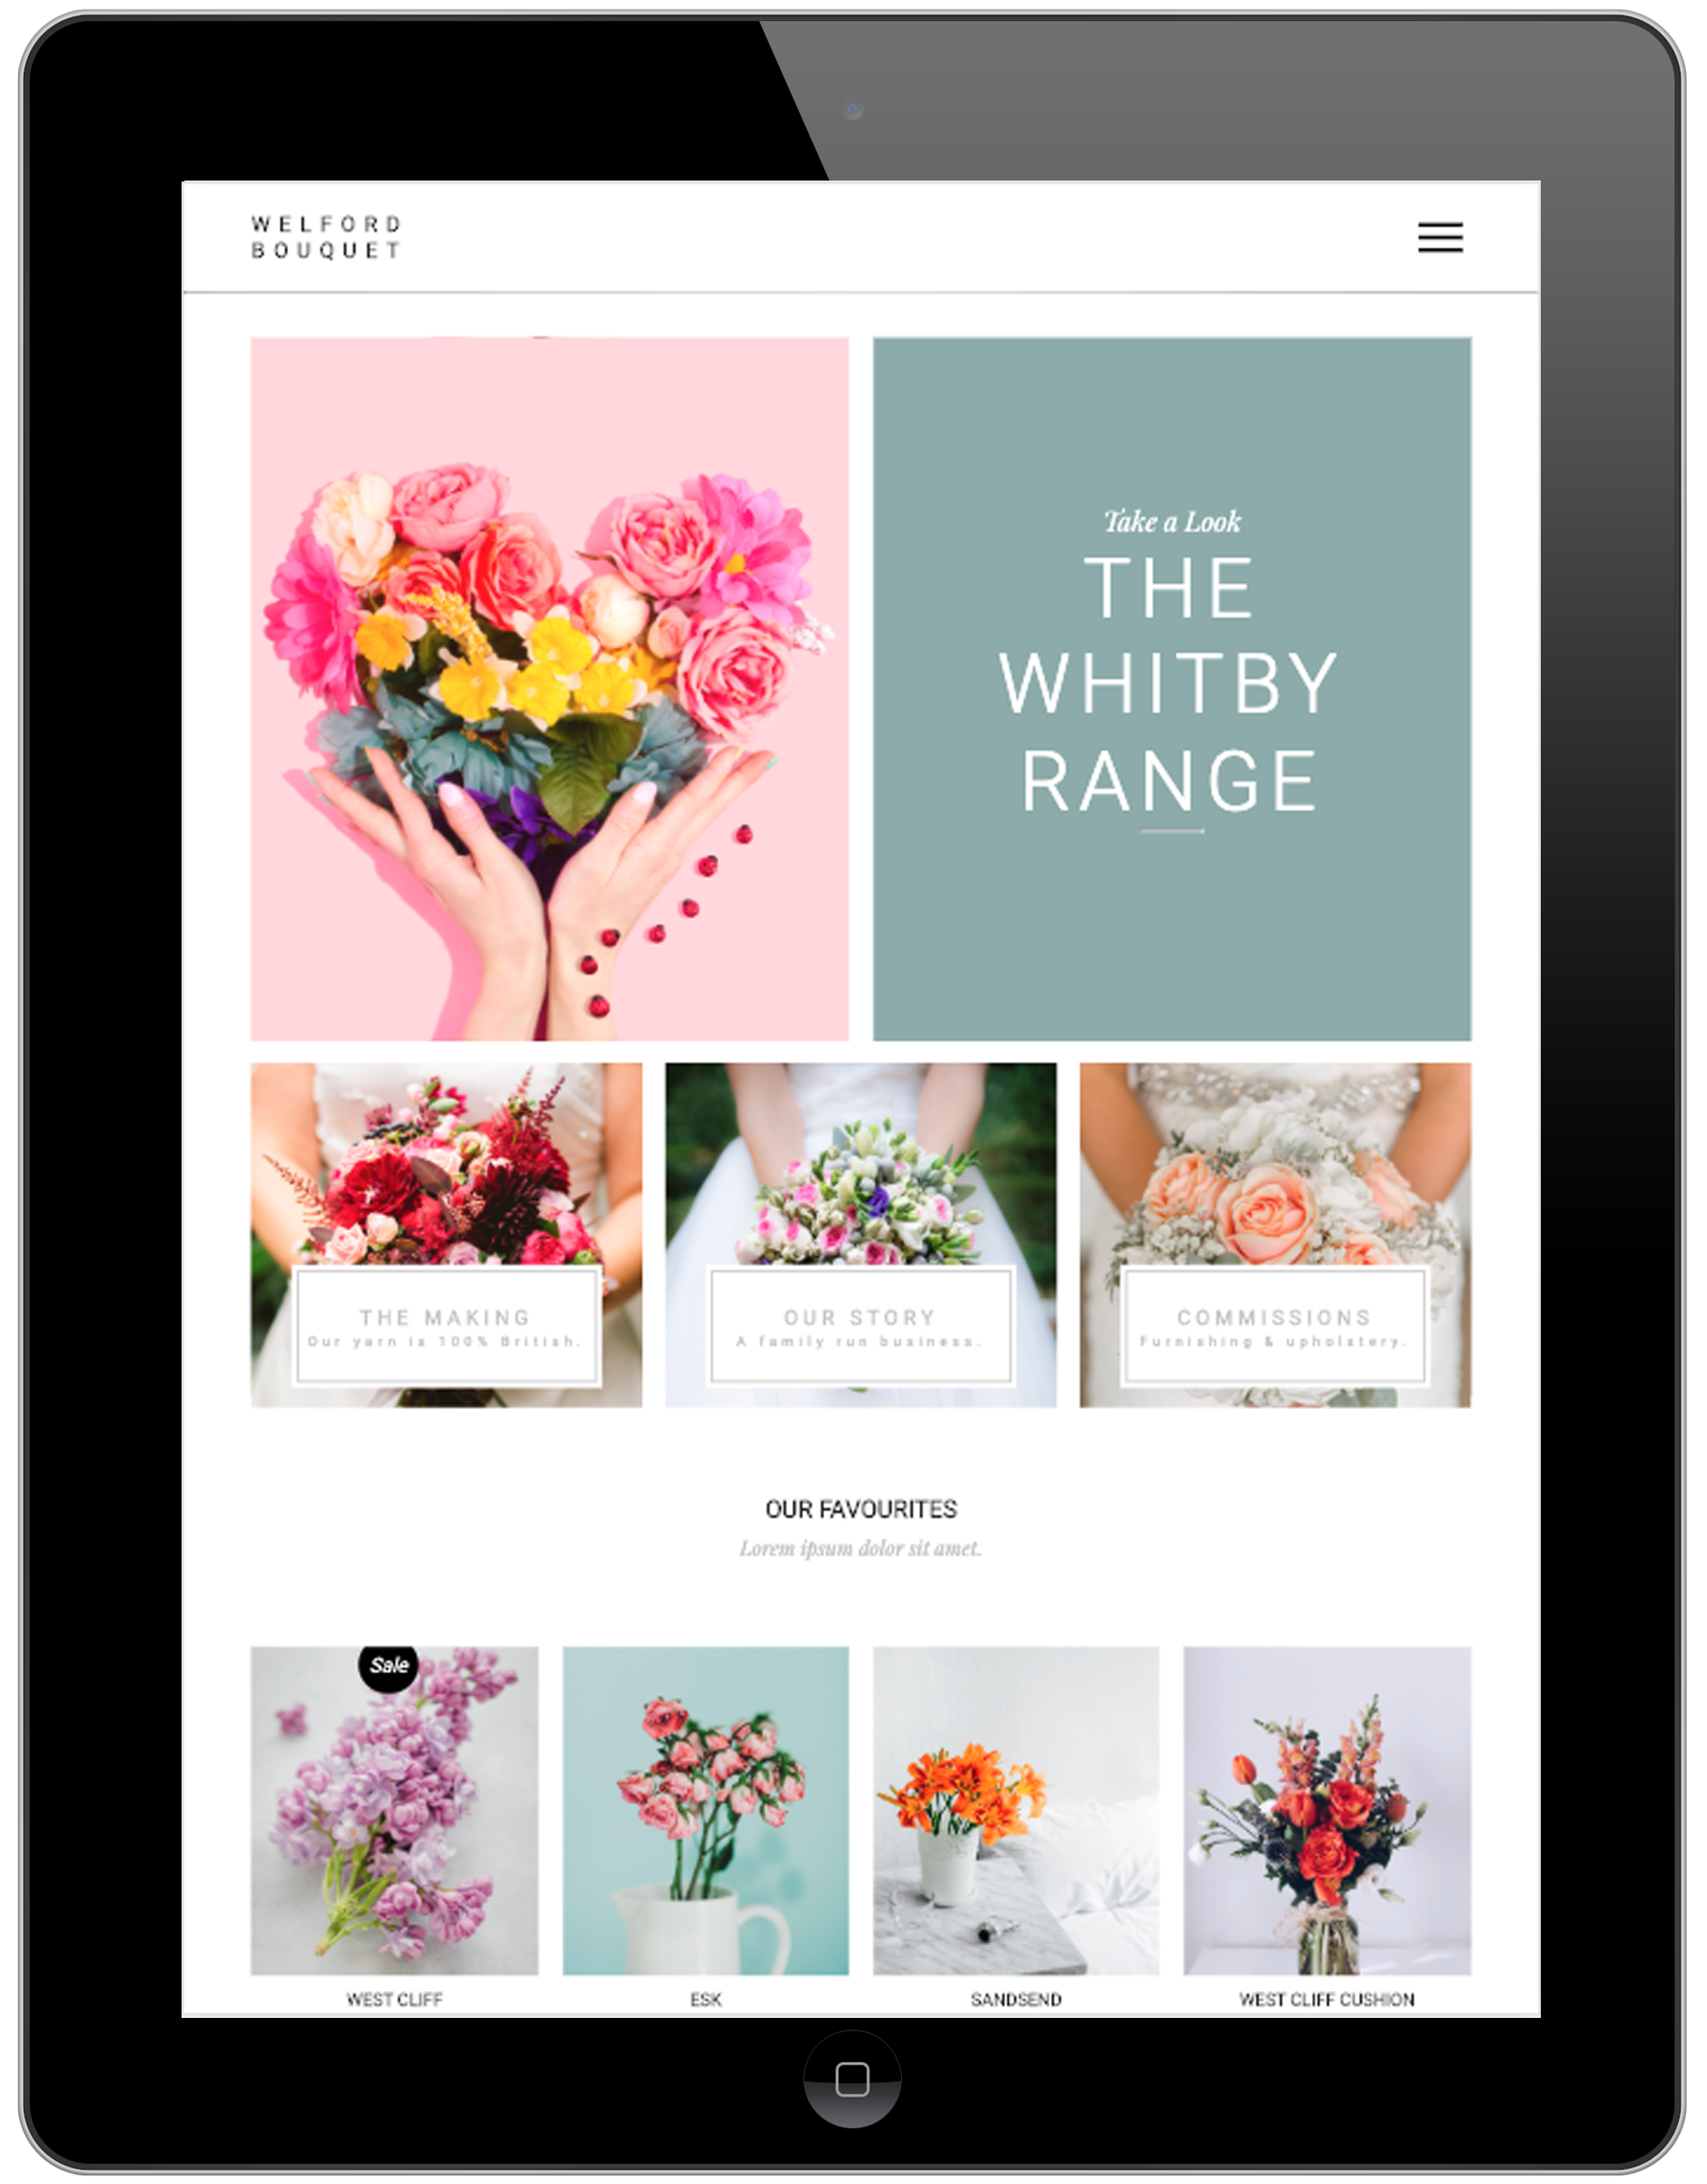 WELFORD
BOUQUET
Take a Look
THE
WHITBY
RANGE
THE MAKING
Our yarn is 100% British.
OUR STORY
A family run business.
COMMISSIONS
Furnishing & upholstery.
OUR FAVOURITES
Lorem ipsum dolor sit amet.
Sale
WEST CLIFF
ESK
SANDSEND
WEST CLIFF CUSHION